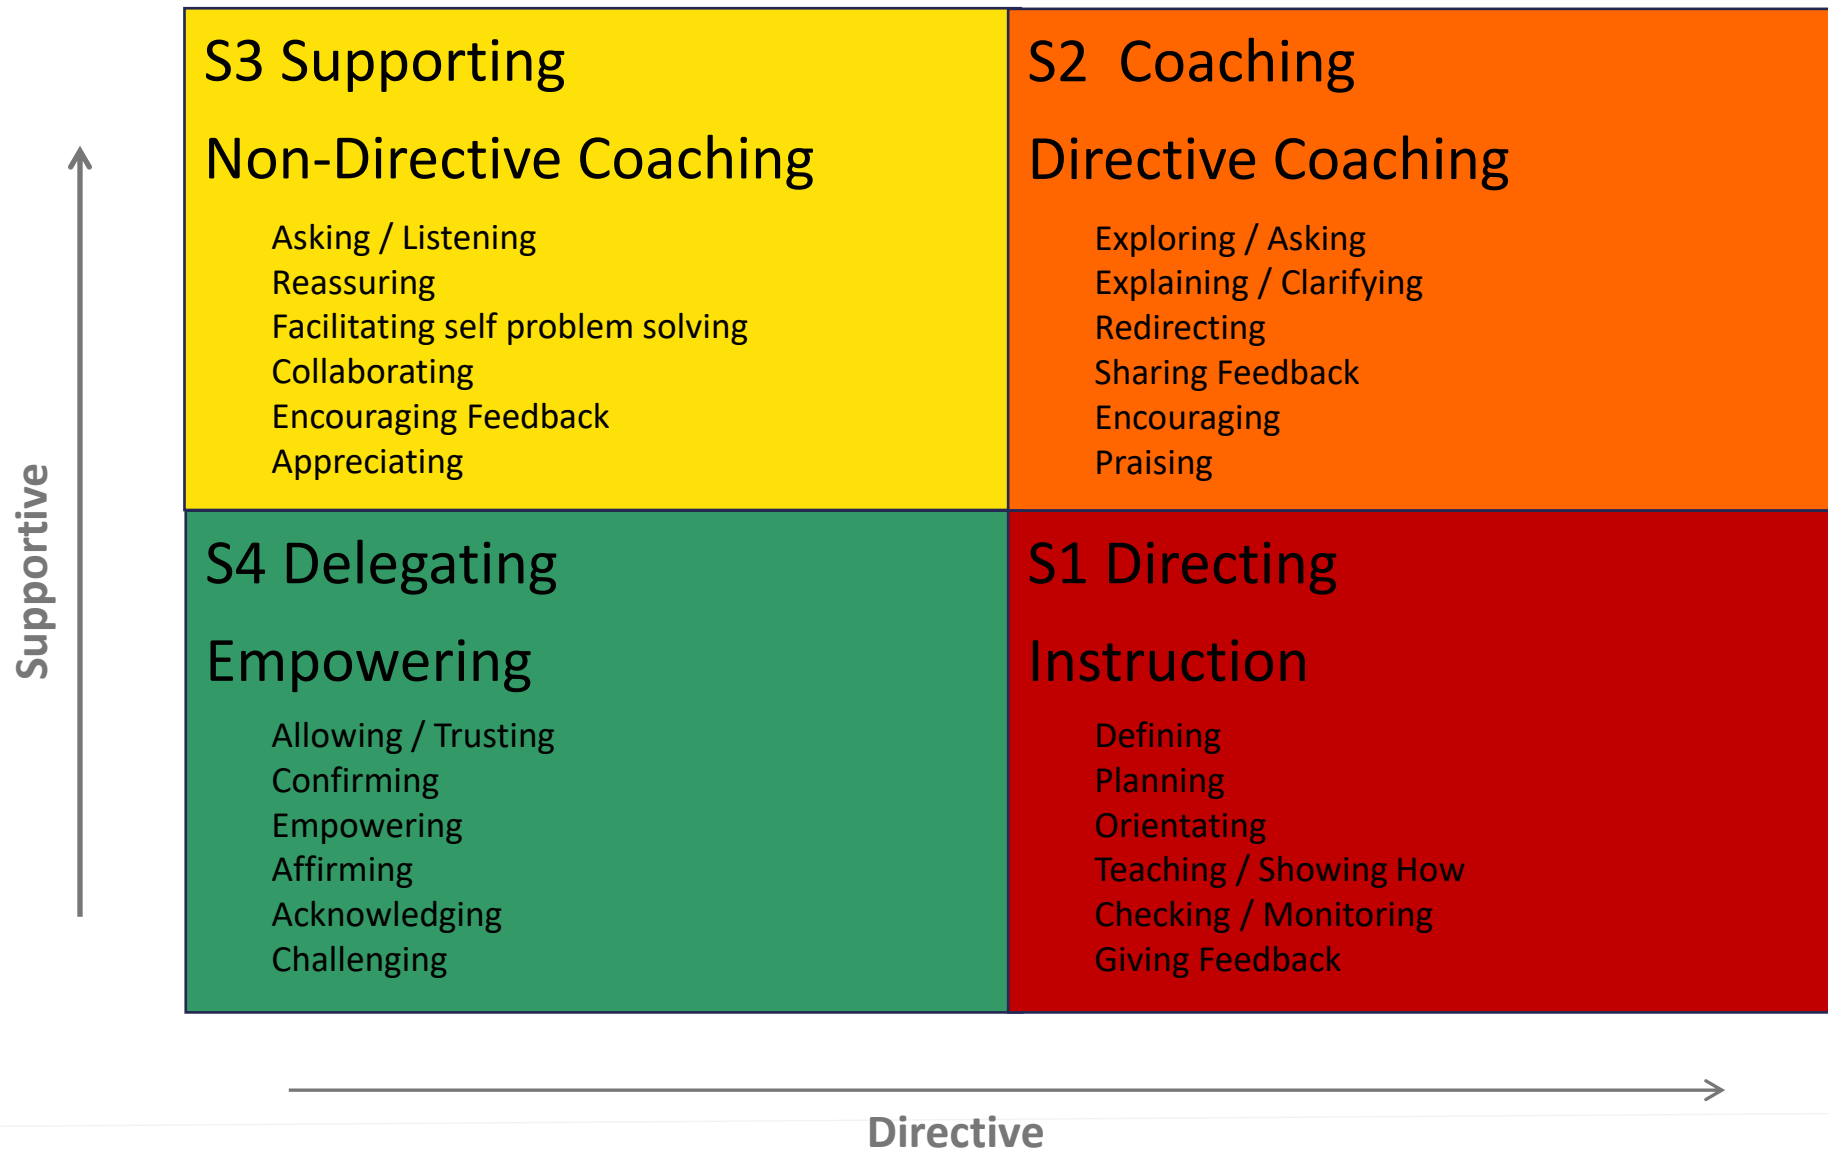 S3 Supporting
Non-Directive Coaching
Asking / Listening
Reassuring
Facilitating self problem solving
Collaborating
Encouraging Feedback
Appreciating
S2  Coaching
Directive Coaching
Exploring / Asking
Explaining / Clarifying
Redirecting
Sharing Feedback
Encouraging
Praising
Supportive
S4 Delegating
Empowering
Allowing / Trusting
Confirming
Empowering
Affirming
Acknowledging
Challenging
S1 Directing
Instruction
Defining
Planning
Orientating
Teaching / Showing How
Checking / Monitoring
Giving Feedback
Directive